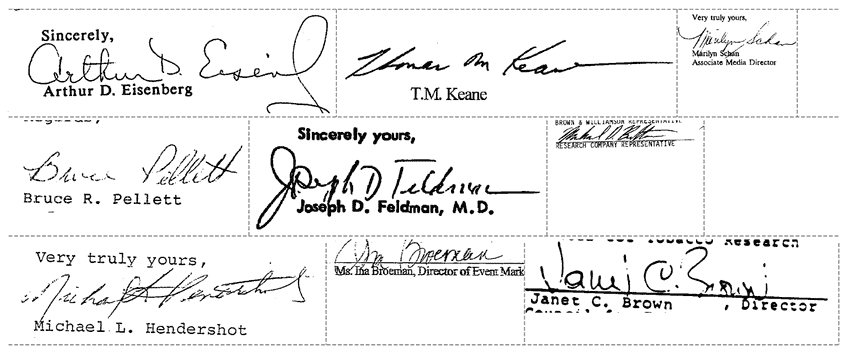 Sincerely,
Arthur D. Eisenberg
Arthur D. Eisenberg
Thomas M Keane
T.M. Keane
Very truly yours,
Marilyn Schan
Marilyn Schan
Associate Media Director
Regards,
Bruce Pellett
Bruce R. Pellett
Sincerely yours,
Joseph D Feldman
Joseph D. Feldman, M.D.
BROWN & WILLIAMSON REPRESENTATIVE
Michael D.
RESEARCH COMPANY REPRESENTATIVE
Very truly yours,
Michael L Hendershot
Michael L. Hendershot
Ina Broeman
Ms. Ina Broeman, Director of Event Mark
Tobacco Research
Janet C. Brown
Janet C. Brown , Director
Council